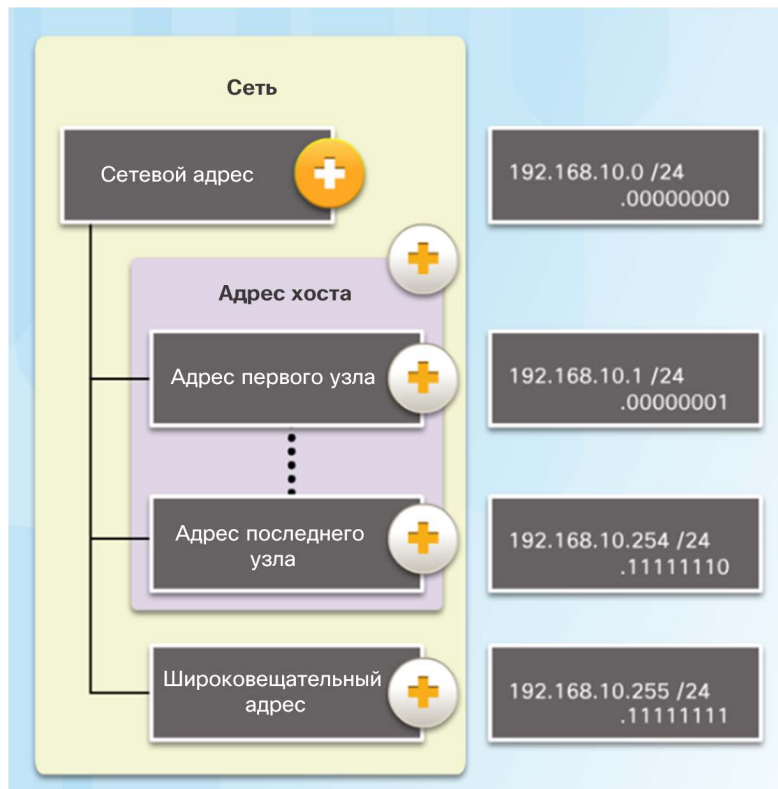 Сеть
Сетевой адрес
192.168.10.0 /24
.00000000
Адрес хоста
Адрес первого узла
192.168.10.1 /24
.00000001
Адрес последнего
узла
192.168.10.254 /24
.11111110
Широковещательный
адрес
192.168.10.255 /24
.11111111